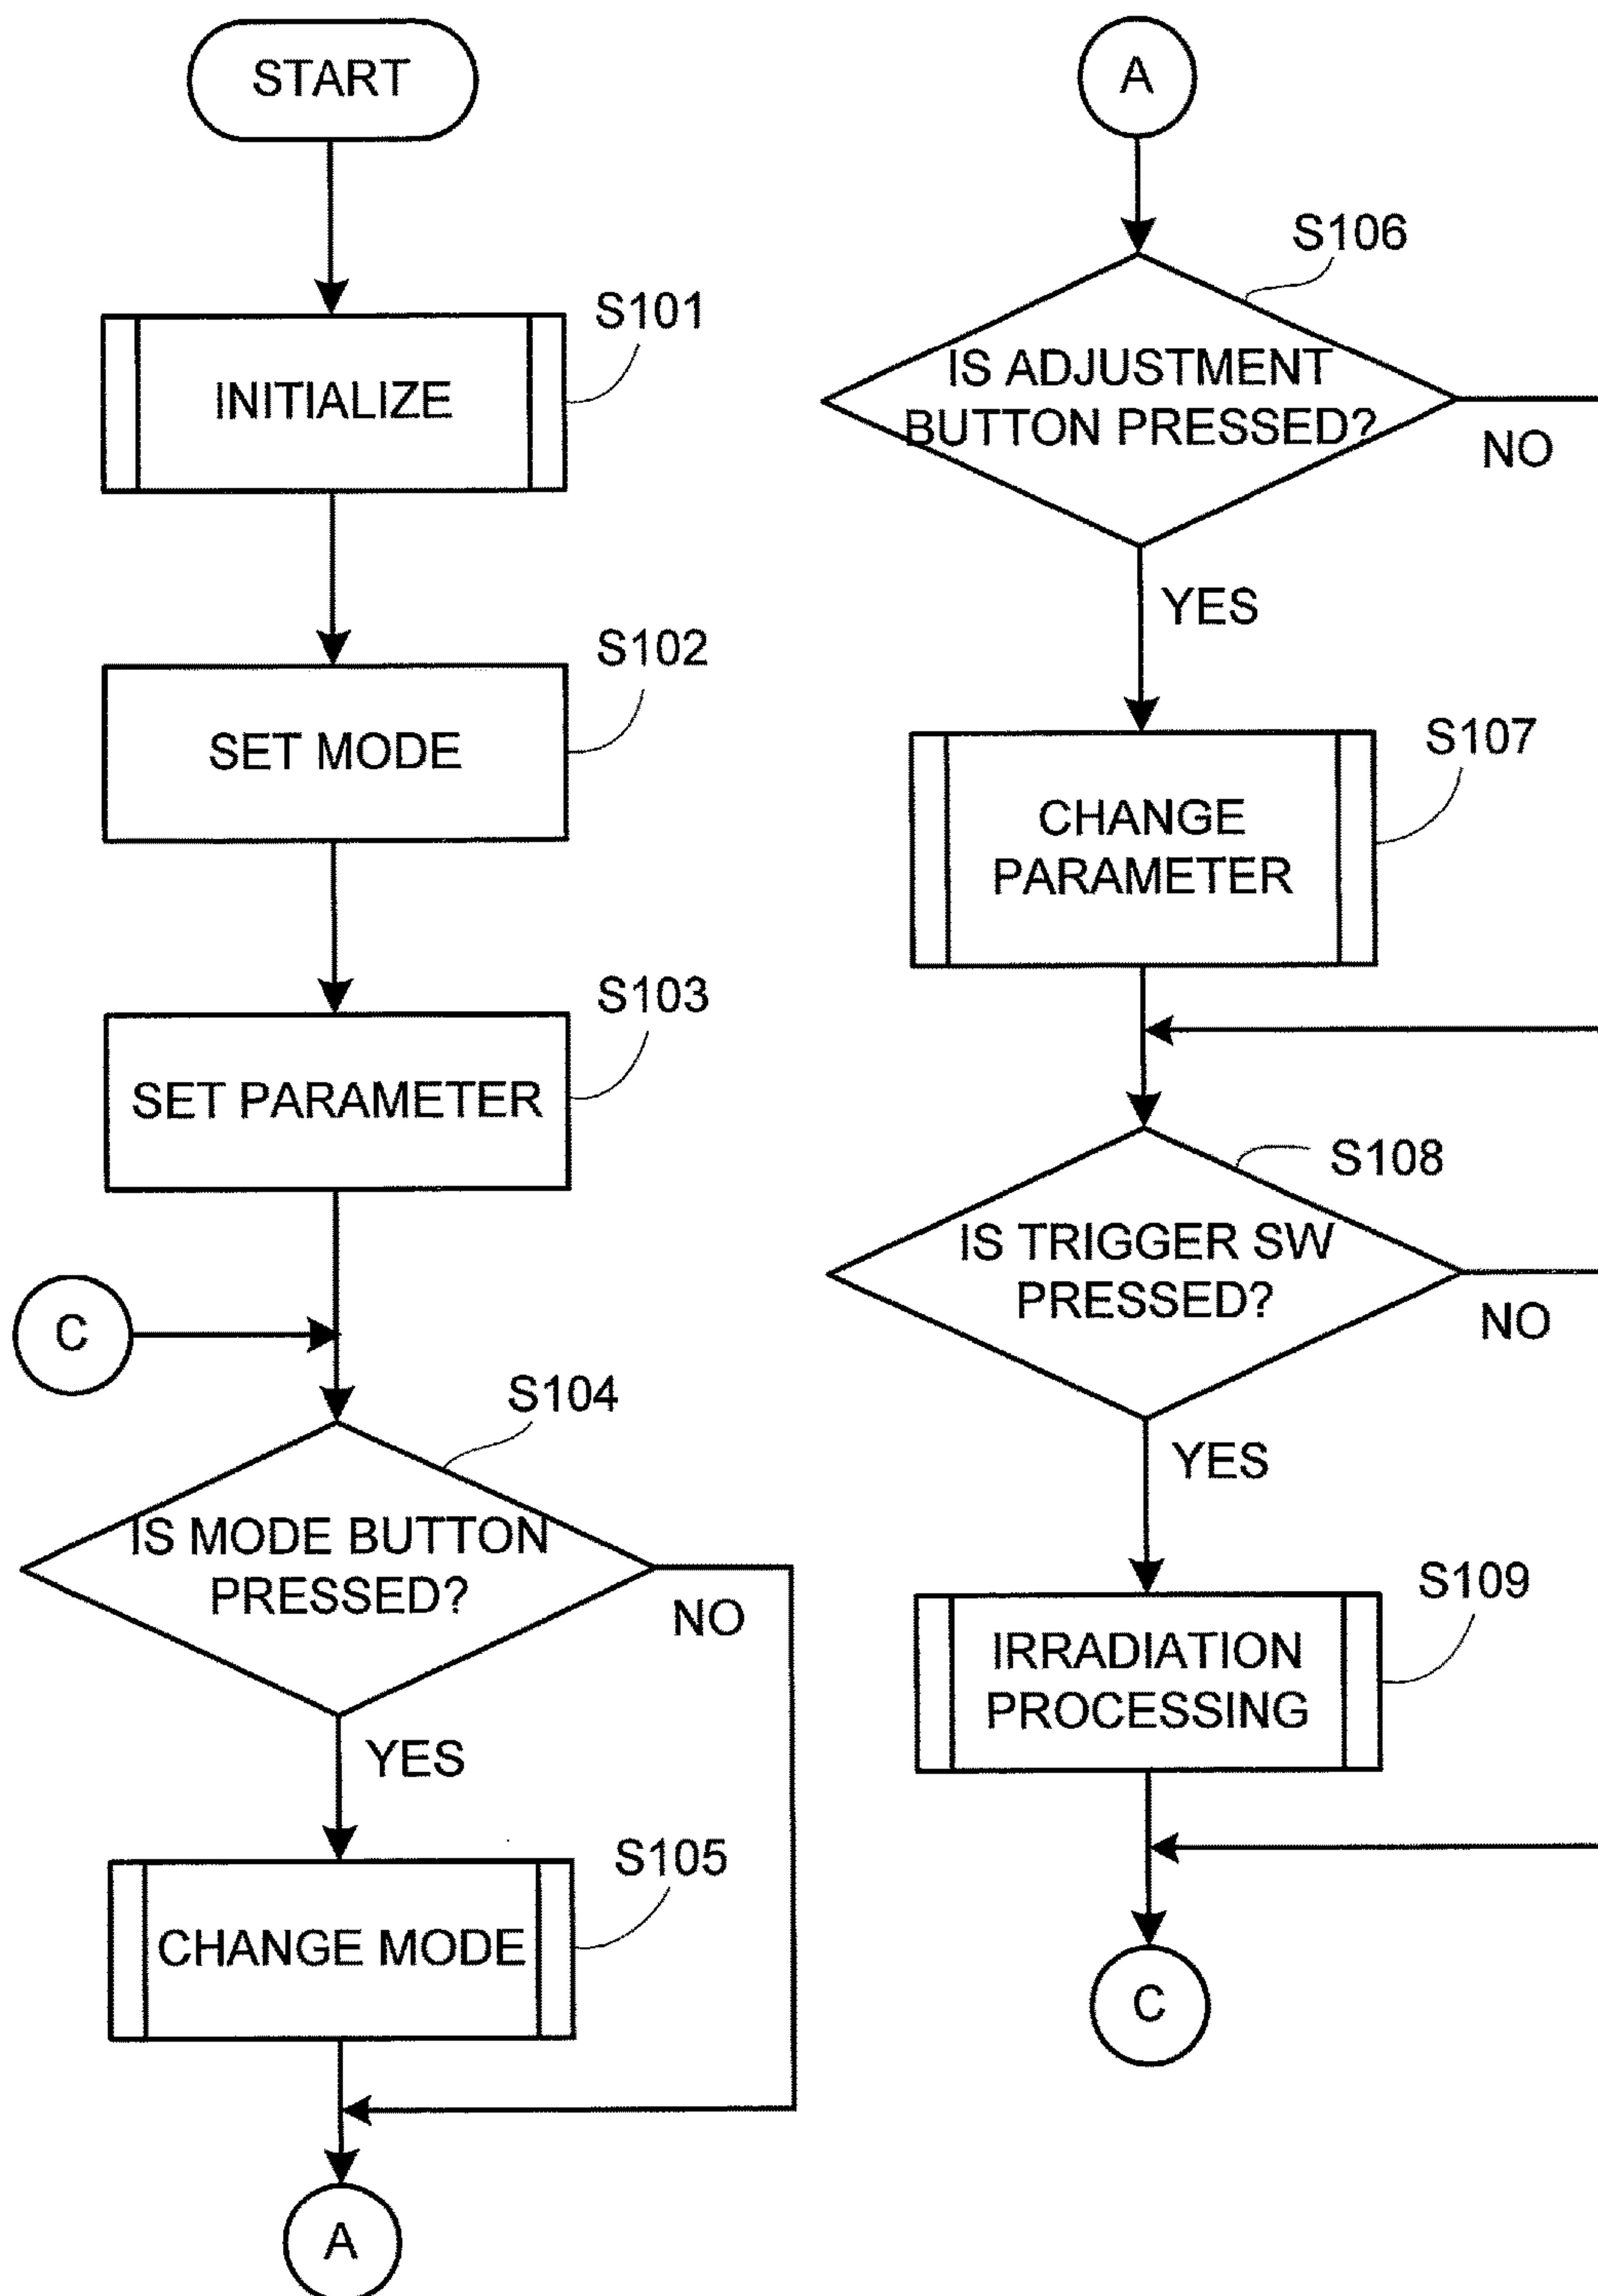 START
S101
INITIALIZE
S102
SET MODE
S103
SET PARAMETER
C
S104
IS MODE BUTTON
PRESSED?
NO
YES
S105
CHANGE MODE
A
A
S106
IS ADJUSTMENT
BUTTON PRESSED?
NO
YES
S107
CHANGE
PARAMETER
S108
IS TRIGGER SW
PRESSED?
NO
YES
S109
IRRADIATION
PROCESSING
C